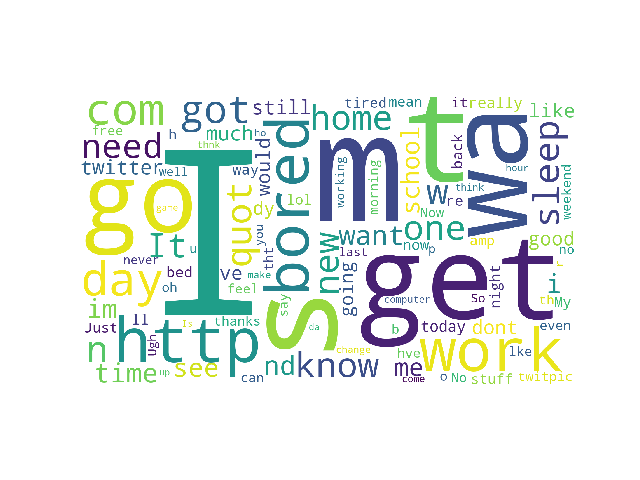 com got still home tired mean it really like
free h much
need thnk ho
twitter well way would
I m t wa
go quot bored lol working morning school back sleep
game dy you Now W re think hour weekend
It u tht want one amp good no
day never ve new now p
bed oh feel make last going get night i
im Is say So My th
Just ll thanks S computer today dont even
n http Ugh da b work
change lke
time up see can nd know me come o No stuff twitpic
r